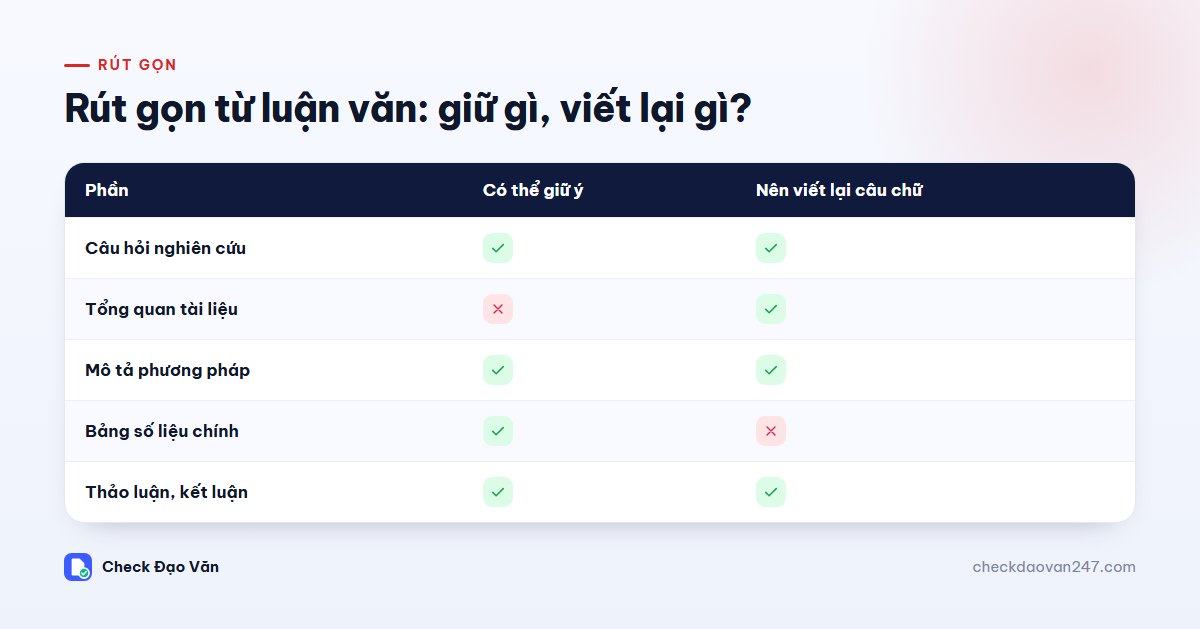 RÚT GỌN
Rút gọn từ luận văn: giữ gì, viết lại gì?
Phần Có thể giữ ý Nên viết lại câu chữ
Câu hỏi nghiên cứu
Tổng quan tài liệu
Mô tả phương pháp
Bảng số liệu chính
Thảo luận, kết luận
Check Đạo Văn checkdaovan247.com